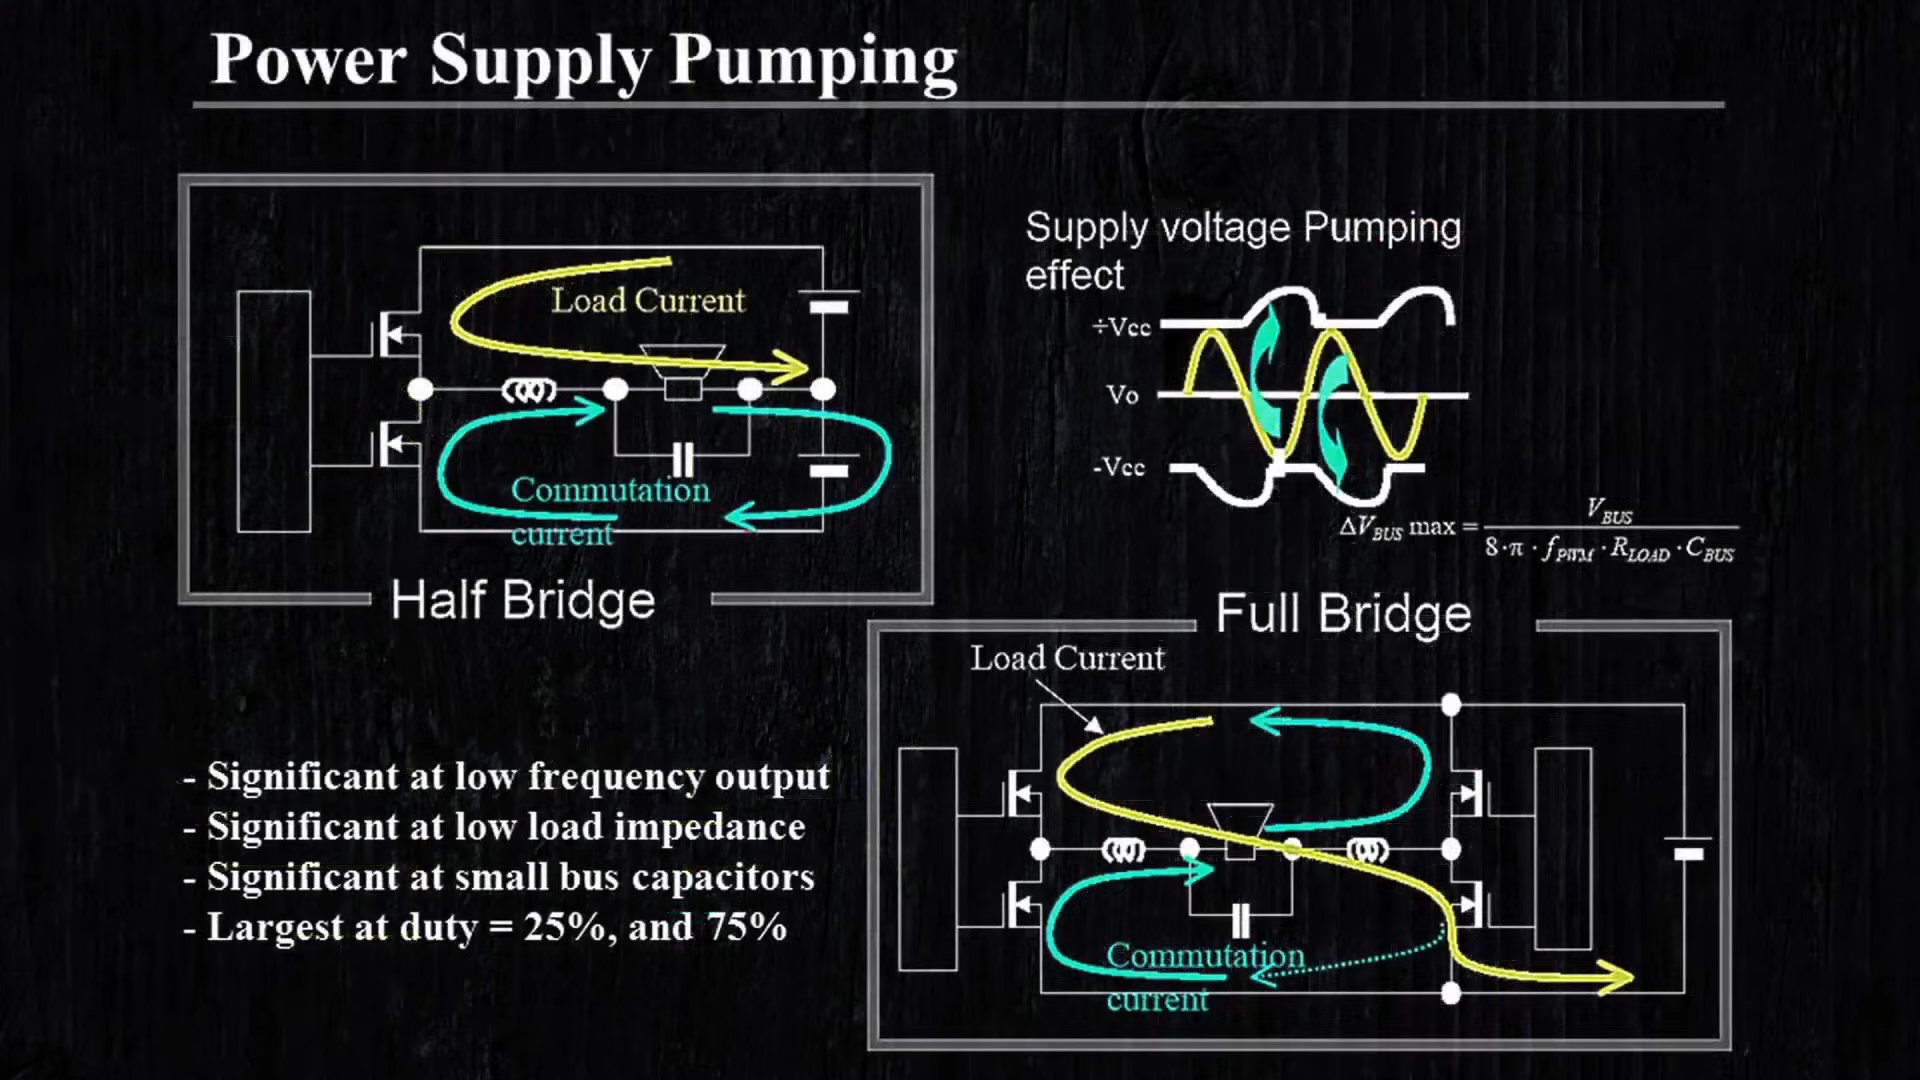 Power Supply Pumping
Load Current
Commutation
current
Half Bridge
Supply voltage Pumping
effect
÷Vcc
Vo
-Vcc
ΔV_BUS max = V_BUS / 8·π·f_PWM·R_LOAD·C_BUS
Full Bridge
Load Current
Commutation
current
- Significant at low frequency output
- Significant at low load impedance
- Significant at small bus capacitors
- Largest at duty = 25%, and 75%